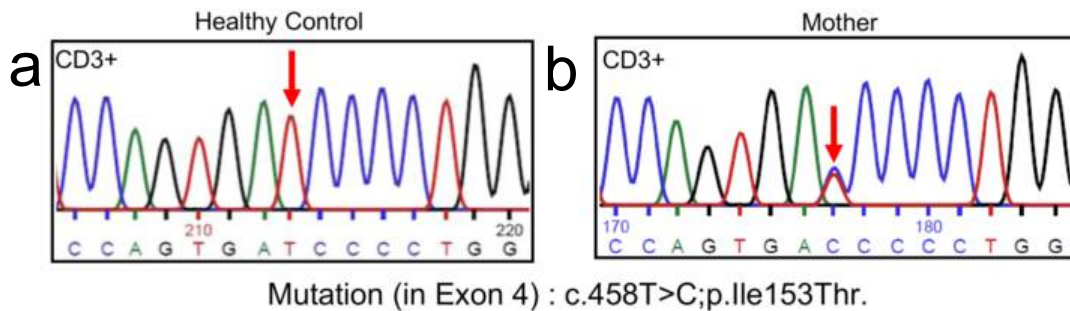 Healthy Control
Mother
a
CD3+
210
220
C C A G T G A T C C C C T G G
b
CD3+
170
180
C C A G T G A C C C C C T G G
Mutation (in Exon 4) : c.458T>C;p.Ile153Thr.